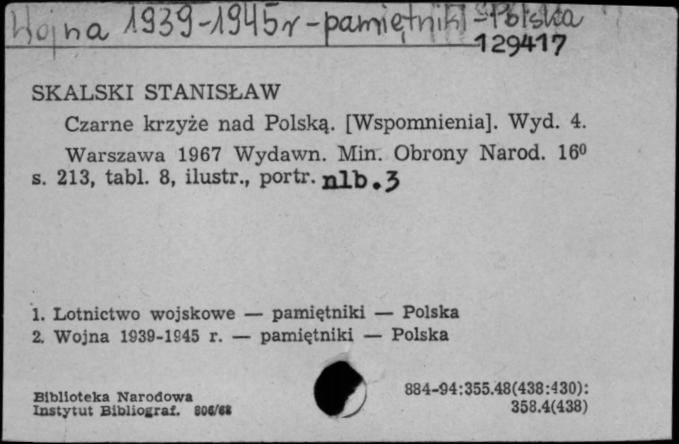 Wojna 1939-1945 r - pamiętniki - Polska
129417
SKALSKI STANISŁAW
Czarne krzyże nad Polską. [Wspomnienia]. Wyd. 4.
Warszawa 1967 Wydawn. Min. Obrony Narod. 16⁰
s. 213, tabl. 8, ilustr., portr. nlb.3
1. Lotnictwo wojskowe — pamiętniki — Polska
2. Wojna 1939-1945 r. — pamiętniki — Polska
Biblioteka Narodowa
Instytut Bibliograf. 806/68
884-94:355.48(438:430):
358.4(438)